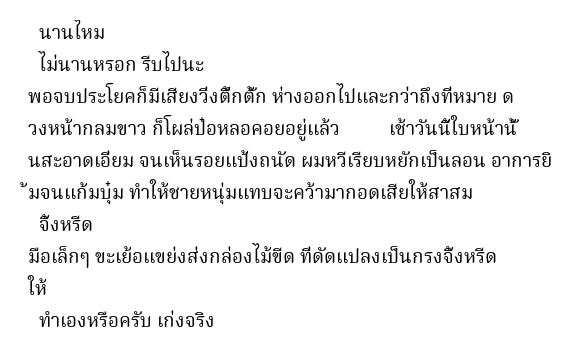 นานไหม
ไม่นานหรอก รีบไปนะ
พอจบประโยคก็มีเสียงวิ่งตึ้กตั้ก ห่างออกไปและกว่าถึงที่หมาย ด
วงหน้ากลมขาว ก็โผล่ป๋อหลอคอยอยู่แล้ว เช้าวันนี้ใบหน้านั้
นสะอาดเอี่ยม จนเห็นรอยแป้งถนัด ผมหวีเรียบหยักเป็นลอน อาการยิ
้มจนแก้มบุ๋ม ทำให้ชายหนุ่มแทบจะคว้ามากอดเสียให้สาสม
จิ้งหรีด
มือเล็กๆ ขะเย้อแขย่งส่งกล่องไม้ขีด ที่ดัดแปลงเป็นกรงจิ้งหรีด
ให้
ทำเองหรือครับ เก่งจริง